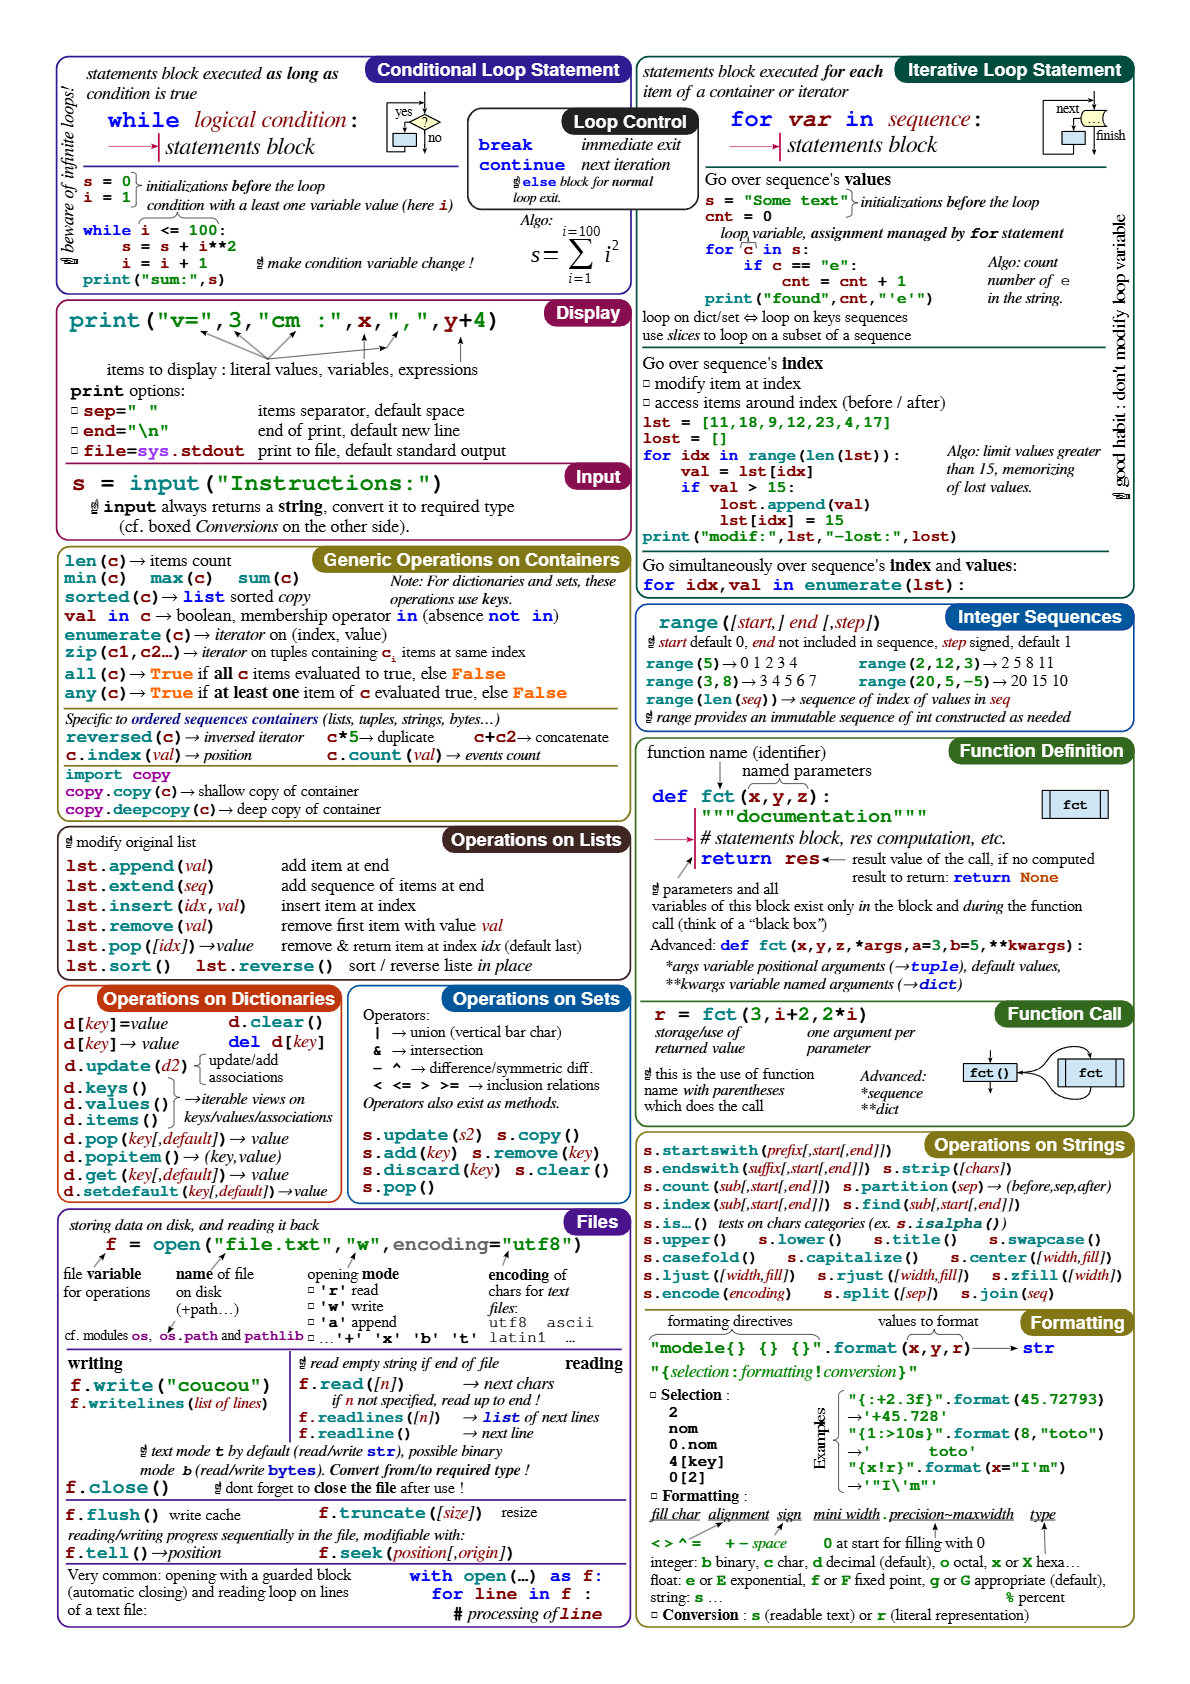 Conditional Loop Statement
statements block executed as long as
condition is true
while logical condition:
statements block
yes
?
no
☝ beware of infinite loops!
s = 0
i = 1
initializations before the loop
condition with a least one variable value (here i)
while i <= 100:
s = s + i**2
i = i + 1
☝ make condition variable change !
print("sum:",s)
Algo:
i=100
s= ∑ i²
i=1
Loop Control
break immediate exit
continue next iteration
☝ else block for normal
loop exit.
Iterative Loop Statement
statements block executed for each
item of a container or iterator
for var in sequence:
statements block
next
…
finish
Go over sequence's values
s = "Some text"
cnt = 0
initializations before the loop
loop variable, assignment managed by for statement
for c in s:
if c == "e":
cnt = cnt + 1
print("found",cnt,"'e'")
Algo: count
number of e
in the string.
loop on dict/set ⇔ loop on keys sequences
use slices to loop on a subset of a sequence
Go over sequence's index
□ modify item at index
□ access items around index (before / after)
lst = [11,18,9,12,23,4,17]
lost = []
for idx in range(len(lst)):
val = lst[idx]
if val > 15:
lost.append(val)
lst[idx] = 15
print("modif:",lst,"-lost:",lost)
Algo: limit values greater
than 15, memorizing
of lost values.
Go simultaneously over sequence's index and values:
for idx,val in enumerate(lst):
☝ good habit : don't modify loop variable
Display
print("v=",3,"cm :",x,",",y+4)
items to display : literal values, variables, expressions
print options:
□ sep=" " items separator, default space
□ end="\n" end of print, default new line
□ file=sys.stdout print to file, default standard output
Input
s = input("Instructions:")
☝ input always returns a string, convert it to required type
(cf. boxed Conversions on the other side).
Generic Operations on Containers
len(c)→ items count
min(c) max(c) sum(c)
sorted(c)→ list sorted copy
Note: For dictionaries and sets, these
operations use keys.
val in c → boolean, membership operator in (absence not in)
enumerate(c)→ iterator on (index, value)
zip(c1,c2…)→ iterator on tuples containing cᵢ items at same index
all(c)→ True if all c items evaluated to true, else False
any(c)→ True if at least one item of c evaluated true, else False
Specific to ordered sequences containers (lists, tuples, strings, bytes…)
reversed(c)→ inversed iterator c*5→ duplicate c+c2→ concatenate
c.index(val)→ position c.count(val)→ events count
import copy
copy.copy(c)→ shallow copy of container
copy.deepcopy(c)→ deep copy of container
Integer Sequences
range([start,] end [,step])
☝ start default 0, end not included in sequence, step signed, default 1
range(5)→ 0 1 2 3 4 range(2,12,3)→ 2 5 8 11
range(3,8)→ 3 4 5 6 7 range(20,5,-5)→ 20 15 10
range(len(seq))→ sequence of index of values in seq
☝ range provides an immutable sequence of int constructed as needed
Operations on Lists
☝ modify original list
lst.append(val) add item at end
lst.extend(seq) add sequence of items at end
lst.insert(idx,val) insert item at index
lst.remove(val) remove first item with value val
lst.pop([idx])→value remove & return item at index idx (default last)
lst.sort() lst.reverse() sort / reverse liste in place
Function Definition
function name (identifier)
named parameters
def fct(x,y,z):
"""documentation"""
# statements block, res computation, etc.
return res
result value of the call, if no computed
result to return: return None
fct
☝ parameters and all
variables of this block exist only in the block and during the function
call (think of a “black box”)
Advanced: def fct(x,y,z,*args,a=3,b=5,**kwargs):
*args variable positional arguments (→tuple), default values,
**kwargs variable named arguments (→dict)
Function Call
r = fct(3,i+2,2*i)
storage/use of
returned value
one argument per
parameter
☝ this is the use of function
name with parentheses
which does the call
Advanced:
*sequence
**dict
fct()
fct
Operations on Dictionaries
d[key]=value d.clear()
d[key]→ value del d[key]
d.update(d2) update/add
associations
d.keys()
d.values()
d.items()
→iterable views on
keys/values/associations
d.pop(key[,default])→ value
d.popitem()→ (key,value)
d.get(key[,default])→ value
d.setdefault(key[,default])→value
Operations on Sets
Operators:
| → union (vertical bar char)
& → intersection
- ^ → difference/symmetric diff.
< <= > >= → inclusion relations
Operators also exist as methods.
s.update(s2) s.copy()
s.add(key) s.remove(key)
s.discard(key) s.clear()
s.pop()
Operations on Strings
s.startswith(prefix[,start[,end]])
s.endswith(suffix[,start[,end]]) s.strip([chars])
s.count(sub[,start[,end]]) s.partition(sep)→ (before,sep,after)
s.index(sub[,start[,end]]) s.find(sub[,start[,end]])
s.is…() tests on chars categories (ex. s.isalpha())
s.upper() s.lower() s.title() s.swapcase()
s.casefold() s.capitalize() s.center([width,fill])
s.ljust([width,fill]) s.rjust([width,fill]) s.zfill([width])
s.encode(encoding) s.split([sep]) s.join(seq)
Files
storing data on disk, and reading it back
f = open("file.txt","w",encoding="utf8")
file variable
for operations
name of file
on disk
(+path…)
opening mode
□ 'r' read
□ 'w' write
□ 'a' append
□ …'+' 'x' 'b' 't'
encoding of
chars for text
files:
utf8 ascii
latin1 …
cf. modules os, os.path and pathlib
writing
f.write("coucou")
f.writelines(list of lines)
☝ read empty string if end of file reading
f.read([n]) → next chars
if n not specified, read up to end !
f.readlines([n]) → list of next lines
f.readline() → next line
☝ text mode t by default (read/write str), possible binary
mode b (read/write bytes). Convert from/to required type !
f.close() ☝ dont forget to close the file after use !
f.flush() write cache f.truncate([size]) resize
reading/writing progress sequentially in the file, modifiable with:
f.tell()→position f.seek(position[,origin])
Very common: opening with a guarded block
(automatic closing) and reading loop on lines
of a text file:
with open(…) as f:
for line in f :
# processing of line
Formatting
formating directives values to format
"modele{} {} {}".format(x,y,r) str
"{selection:formatting!conversion}"
□ Selection :
2
nom
0.nom
4[key]
0[2]
Examples
"{:+2.3f}".format(45.72793)
→'+45.728'
"{1:>10s}".format(8,"toto")
→' toto'
"{x!r}".format(x="I'm")
→'"I\'m"'
□ Formatting :
fill char alignment sign mini width.precision~maxwidth type
< > ^ = + - space 0 at start for filling with 0
integer: b binary, c char, d decimal (default), o octal, x or X hexa…
float: e or E exponential, f or F fixed point, g or G appropriate (default),
string: s … % percent
□ Conversion : s (readable text) or r (literal representation)